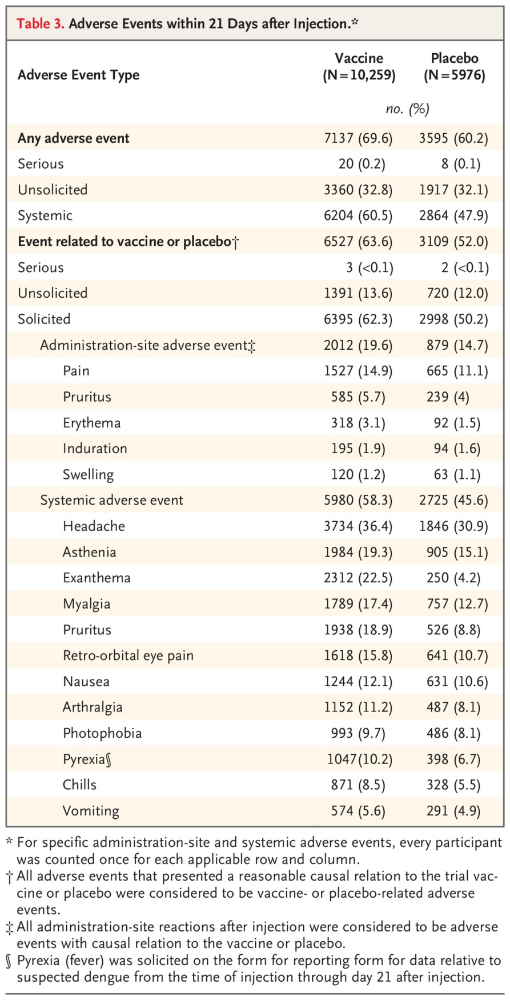 Table 3. Adverse Events within 21 Days after Injection.*
Adverse Event Type Vaccine (N=10,259) Placebo (N=5976)
no. (%)
Any adverse event 7137 (69.6) 3595 (60.2)
Serious 20 (0.2) 8 (0.1)
Unsolicited 3360 (32.8) 1917 (32.1)
Systemic 6204 (60.5) 2864 (47.9)
Event related to vaccine or placebo† 6527 (63.6) 3109 (52.0)
Serious 3 (<0.1) 2 (<0.1)
Unsolicited 1391 (13.6) 720 (12.0)
Solicited 6395 (62.3) 2998 (50.2)
Administration-site adverse event‡ 2012 (19.6) 879 (14.7)
Pain 1527 (14.9) 665 (11.1)
Pruritus 585 (5.7) 239 (4)
Erythema 318 (3.1) 92 (1.5)
Induration 195 (1.9) 94 (1.6)
Swelling 120 (1.2) 63 (1.1)
Systemic adverse event 5980 (58.3) 2725 (45.6)
Headache 3734 (36.4) 1846 (30.9)
Asthenia 1984 (19.3) 905 (15.1)
Exanthema 2312 (22.5) 250 (4.2)
Myalgia 1789 (17.4) 757 (12.7)
Pruritus 1938 (18.9) 526 (8.8)
Retro-orbital eye pain 1618 (15.8) 641 (10.7)
Nausea 1244 (12.1) 631 (10.6)
Arthralgia 1152 (11.2) 487 (8.1)
Photophobia 993 (9.7) 486 (8.1)
Pyrexia§ 1047(10.2) 398 (6.7)
Chills 871 (8.5) 328 (5.5)
Vomiting 574 (5.6) 291 (4.9)
* For specific administration-site and systemic adverse events, every participant
was counted once for each applicable row and column.
† All adverse events that presented a reasonable causal relation to the trial vac-
cine or placebo were considered to be vaccine- or placebo-related adverse
events.
‡ All administration-site reactions after injection were considered to be adverse
events with causal relation to the vaccine or placebo.
§ Pyrexia (fever) was solicited on the form for reporting form for data relative to
suspected dengue from the time of injection through day 21 after injection.